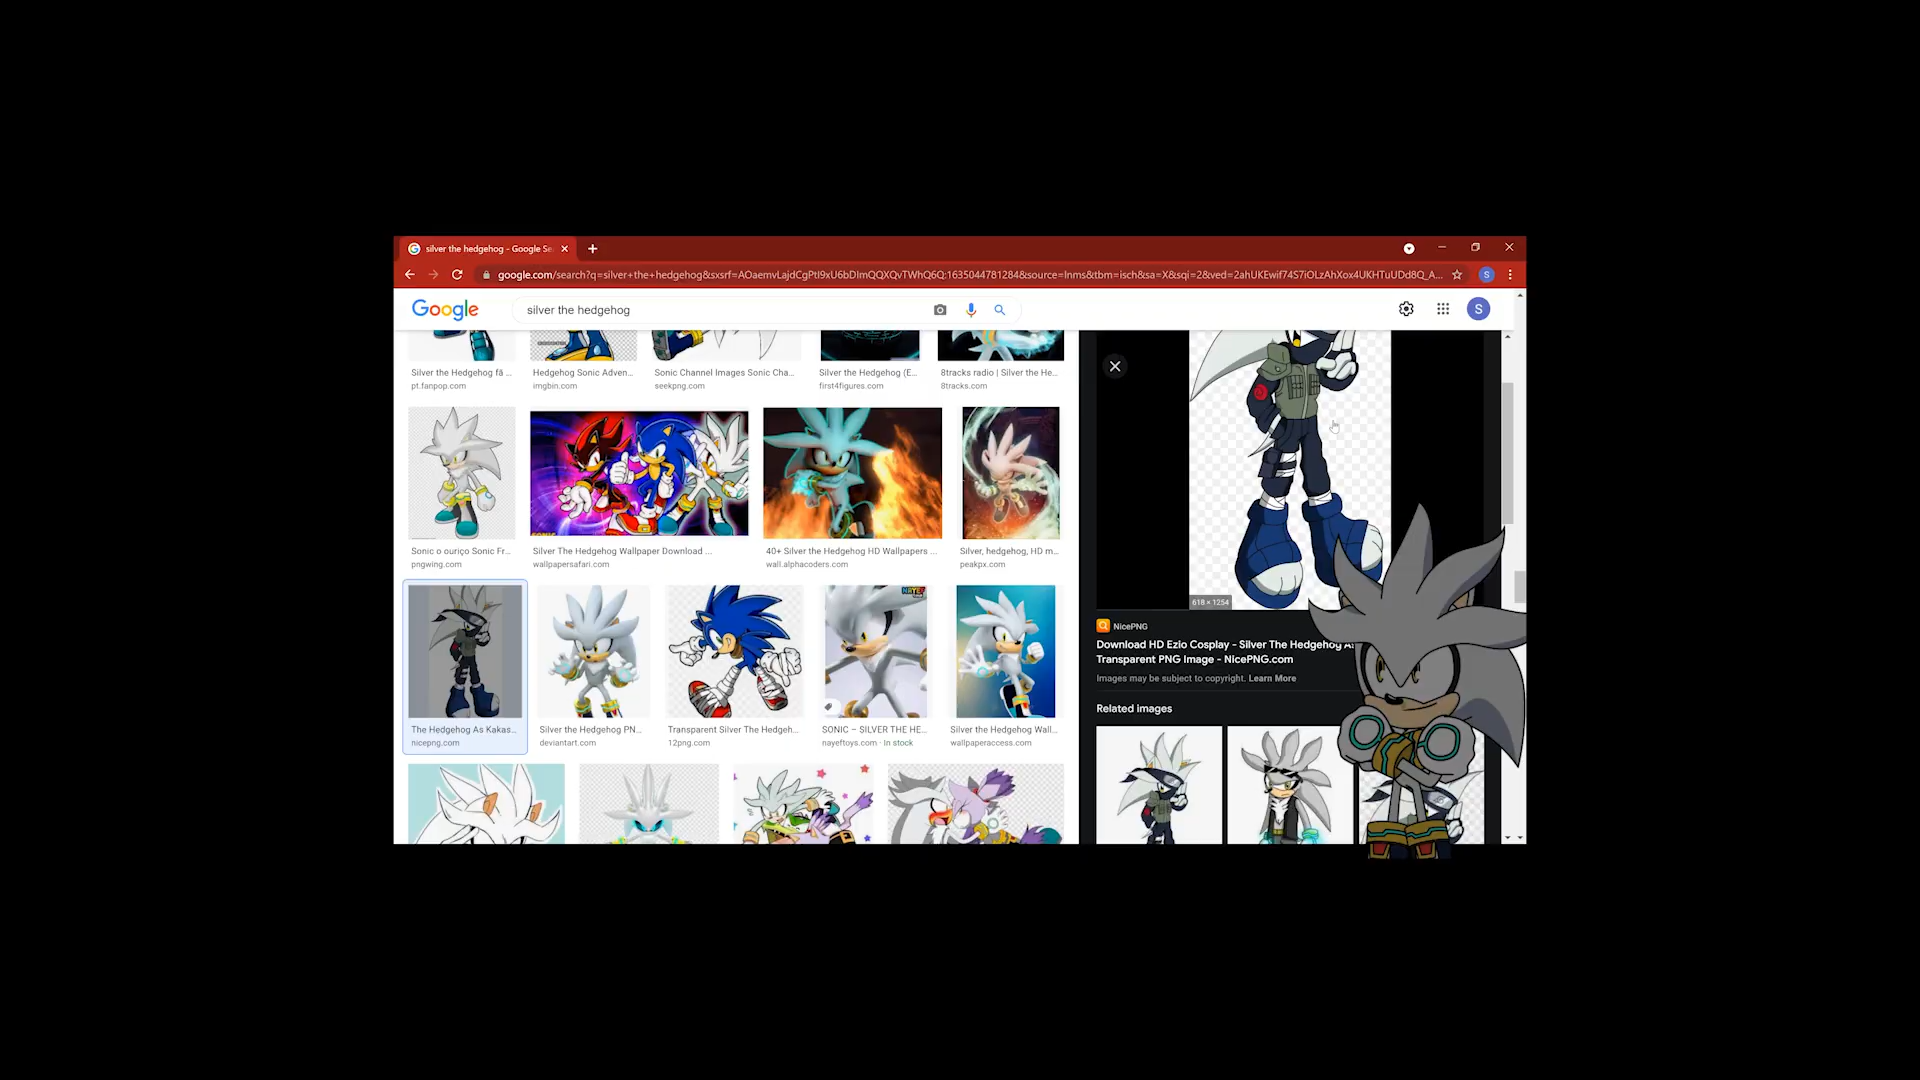 silver the hedgehog - Google Se
google.com/search?q=silver+the+hedgehog&sxsrf=AOaemvLajdCgPtI9xU6bDImQQXQvTWhQ6Q:1635044781284&source=lnms&tbm=isch&sa=X&sqi=2&ved=2ahUKEwif74S7iOLzAhXox4UKHTuUDd8Q_A...
S
Google
silver the hedgehog
S
Silver the Hedgehog fã ...
pt.fanpop.com
Hedgehog Sonic Adven...
imgbin.com
Sonic Channel Images Sonic Cha...
seekpng.com
Silver the Hedgehog (E...
first4figures.com
8tracks radio | Silver the He...
8tracks.com
Sonic o ouriço Sonic Fr...
pngwing.com
Silver The Hedgehog Wallpaper Download ...
wallpapersafari.com
40+ Silver the Hedgehog HD Wallpapers ...
wall.alphacoders.com
Silver, hedgehog, HD m...
peakpx.com
The Hedgehog As Kakas...
nicepng.com
Silver the Hedgehog PN...
deviantart.com
Transparent Silver The Hedgeh...
12png.com
SONIC – SILVER THE HE...
nayeftoys.com · In stock
Silver the Hedgehog Wall...
wallpaperaccess.com
618 × 1254
NicePNG
Download HD Ezio Cosplay - Silver The Hedgehog A
Transparent PNG Image - NicePNG.com
Images may be subject to copyright. Learn More
Related images